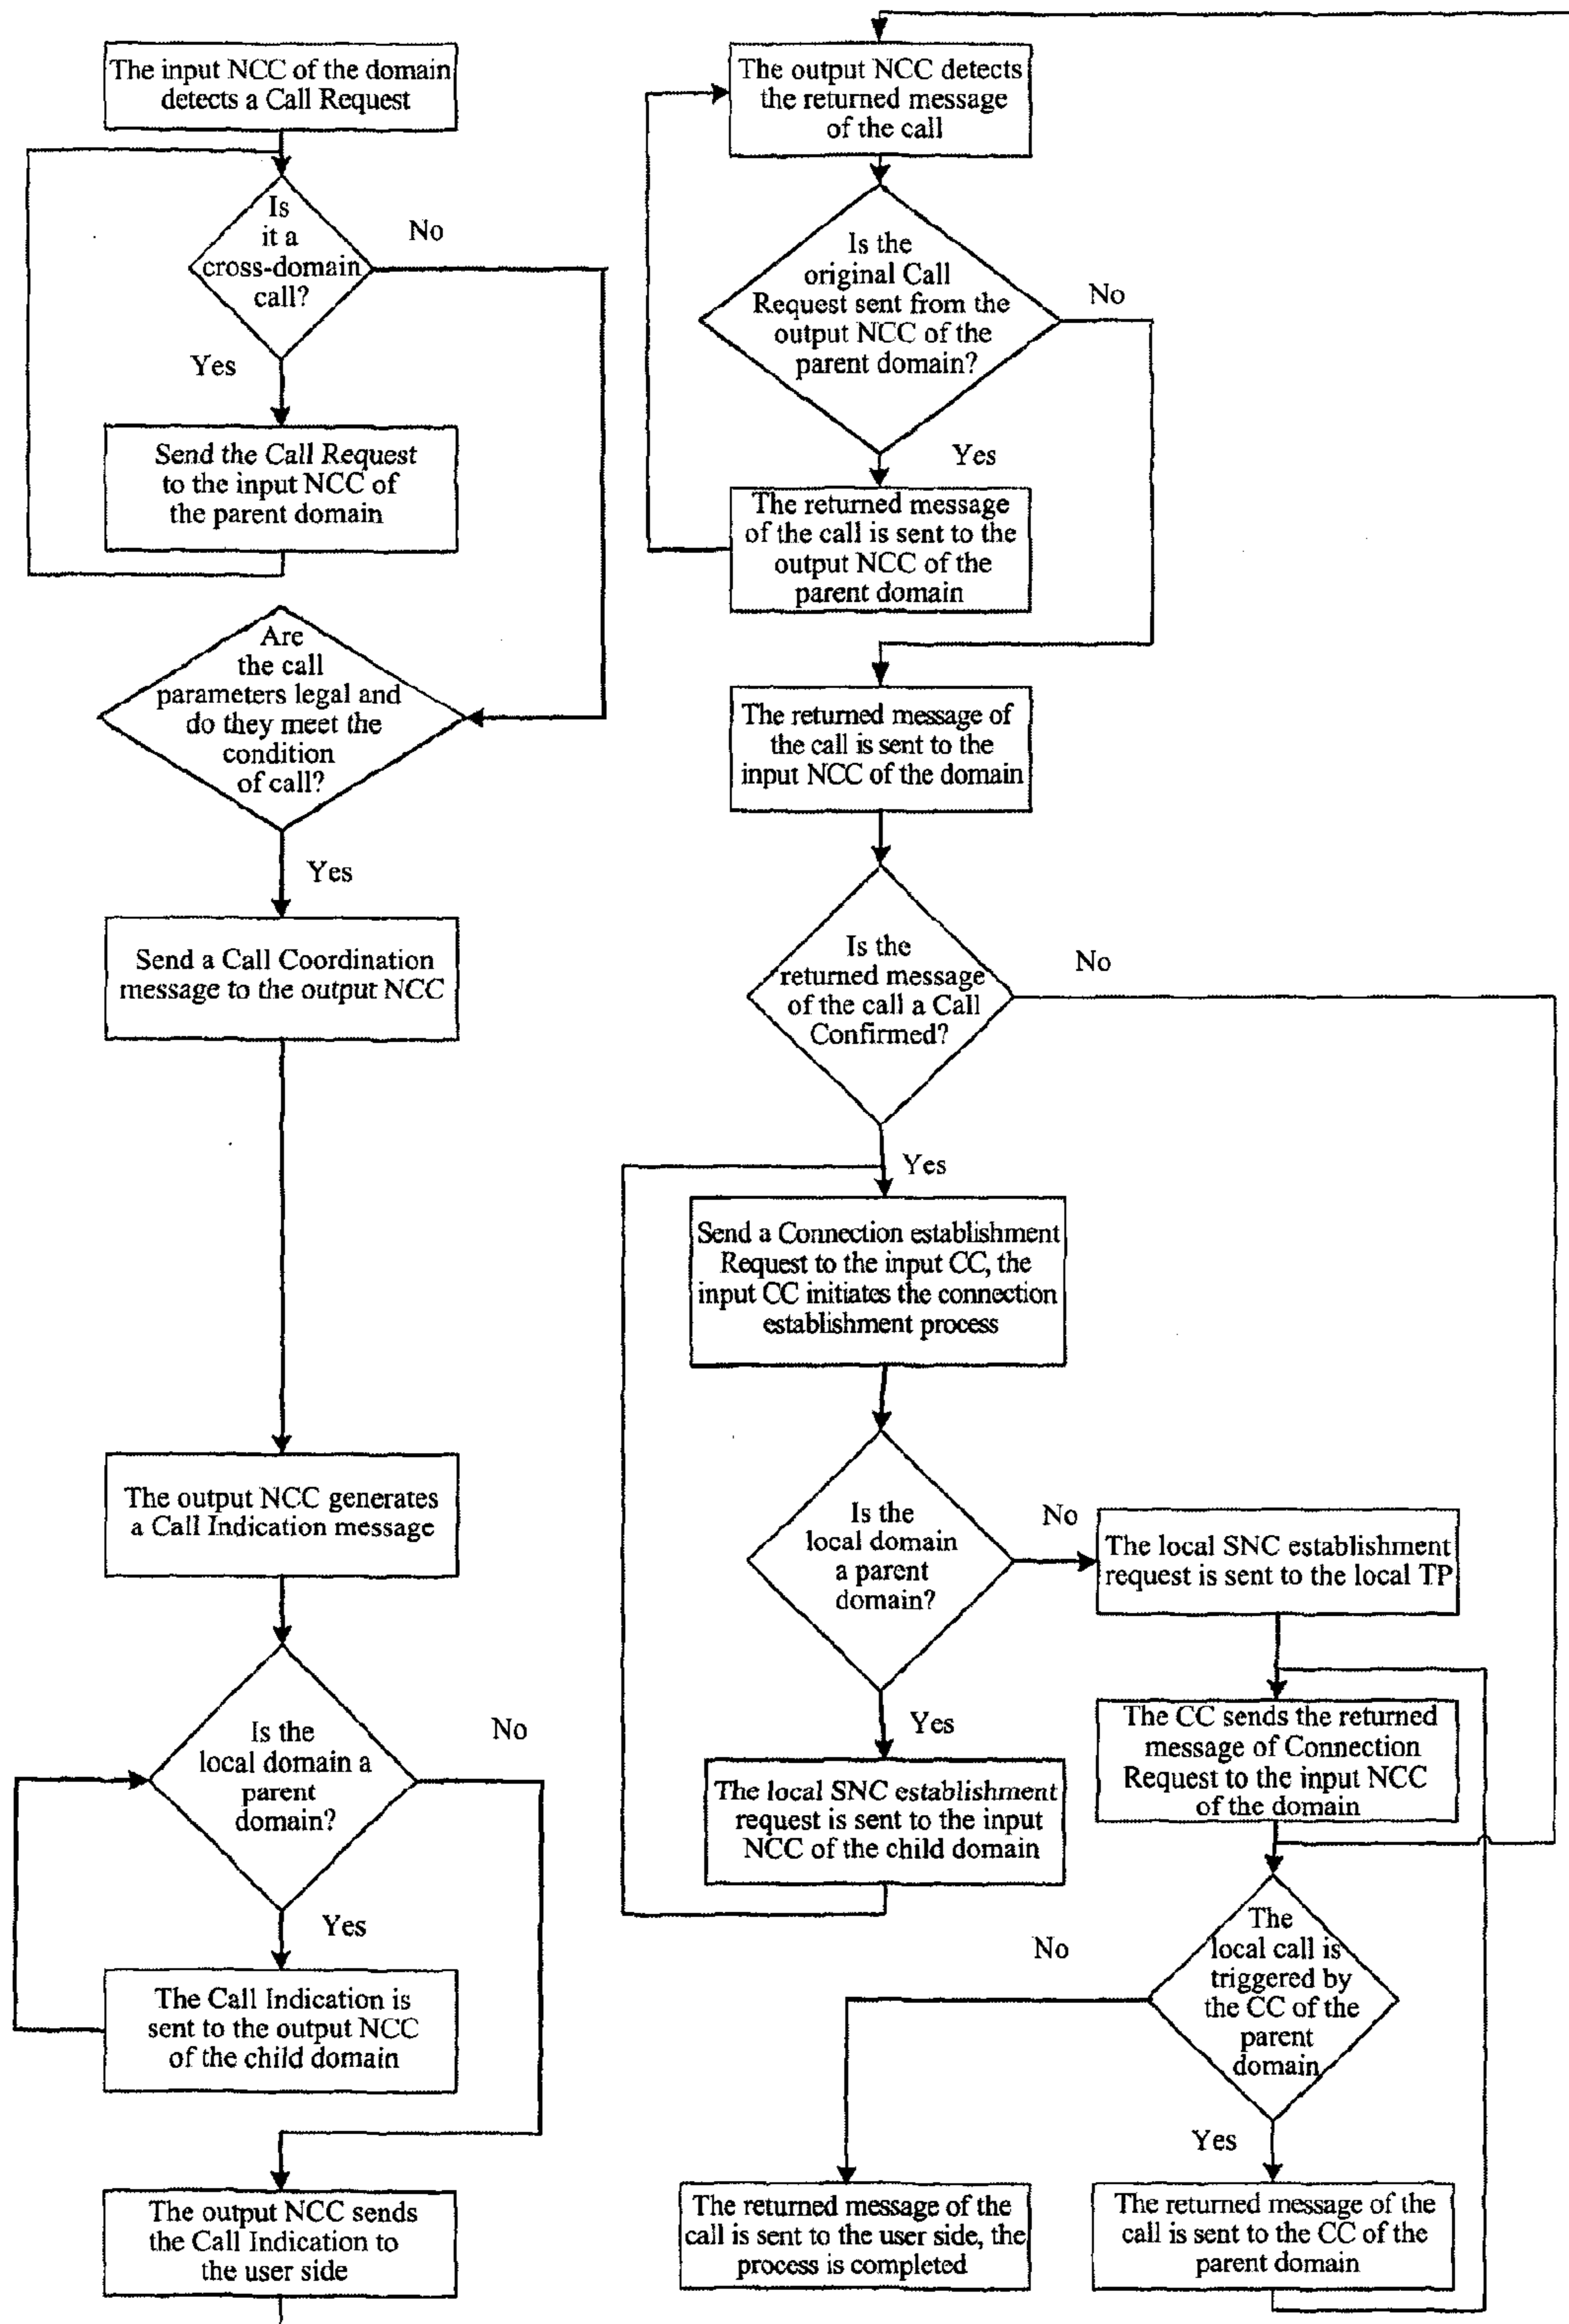 The input NCC of the domain
detects a Call Request
Is
it a
cross-domain
call?
No
Yes
Send the Call Request
to the input NCC of
the parent domain
Are
the call
parameters legal and
do they meet the
condition
of call?
Yes
Send a Call Coordination
message to the output NCC
The output NCC generates
a Call Indication message
Is the
local domain a
parent
domain?
No
Yes
The Call Indication is
sent to the output NCC
of the child domain
The output NCC sends
the Call Indication to
the user side
The output NCC detects
the returned message
of the call
Is the
original Call
Request sent from the
output NCC of the
parent domain?
No
Yes
The returned message
of the call is sent to the
output NCC of the
parent domain
The returned message of
the call is sent to the
input NCC of the domain
Is the
returned message
of the call a Call
Confirmed?
No
Yes
Send a Connection establishment
Request to the input CC, the
input CC initiates the connection
establishment process
Is the
local domain
a parent
domain?
No
Yes
The local SNC establishment
request is sent to the local TP
The local SNC establishment
request is sent to the input
NCC of the child domain
The CC sends the returned
message of Connection
Request to the input NCC
of the domain
The
local call is
triggered by
the CC of the
parent
domain
No
Yes
The returned message of the
call is sent to the user side, the
process is completed
The returned message of the
call is sent to the CC of the
parent domain